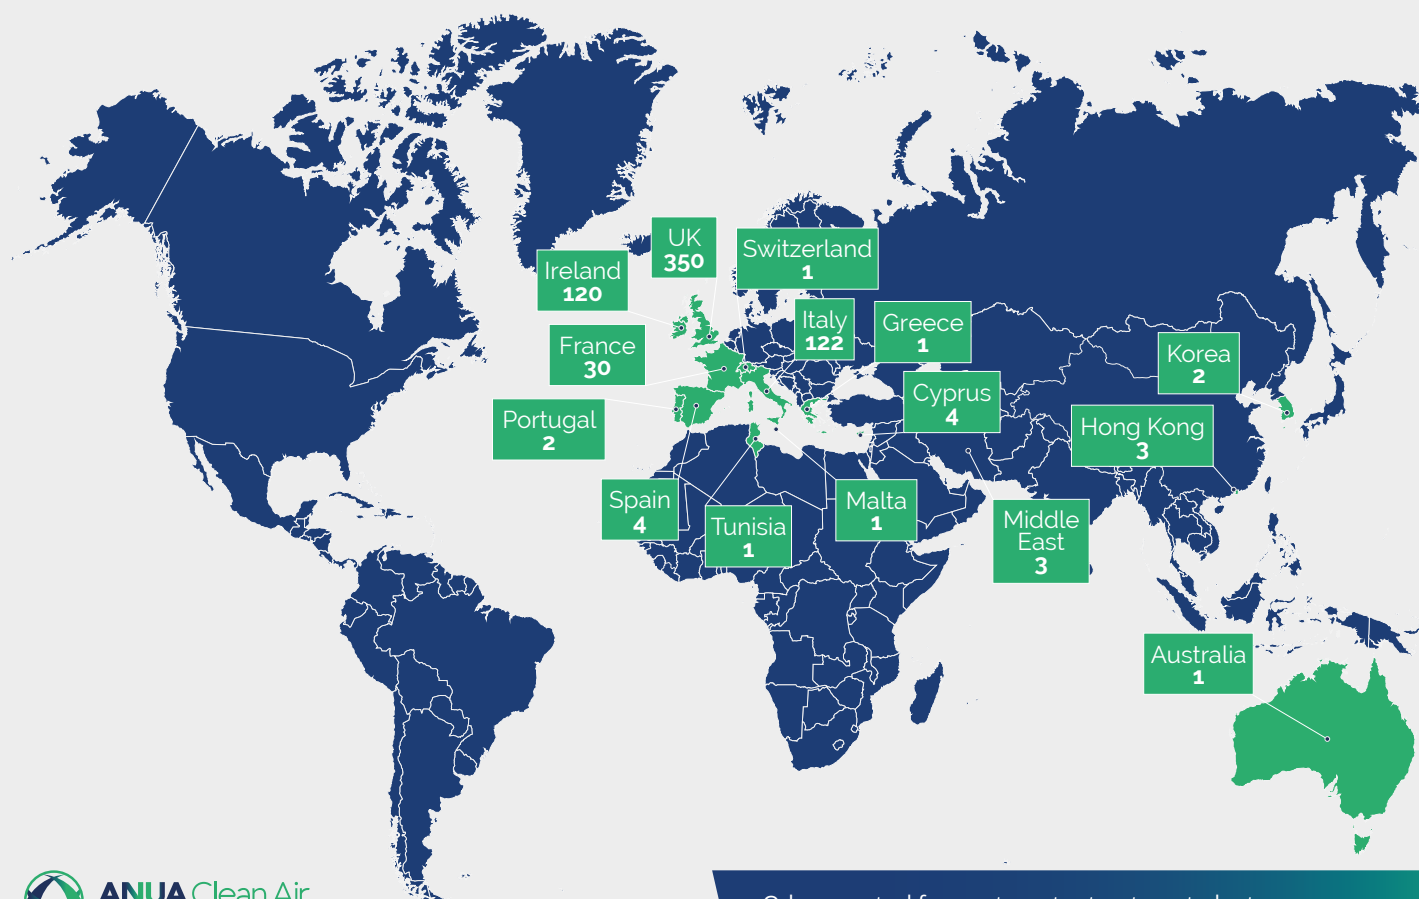 UK
350
Switzerland
1
Ireland
120
Italy
122
Greece
1
France
30
Korea
2
Cyprus
4
Portugal
2
Hong Kong
3
Spain
4
Malta
1
Tunisia
1
Middle
East
3
Australia
1
ANUA Clean Air